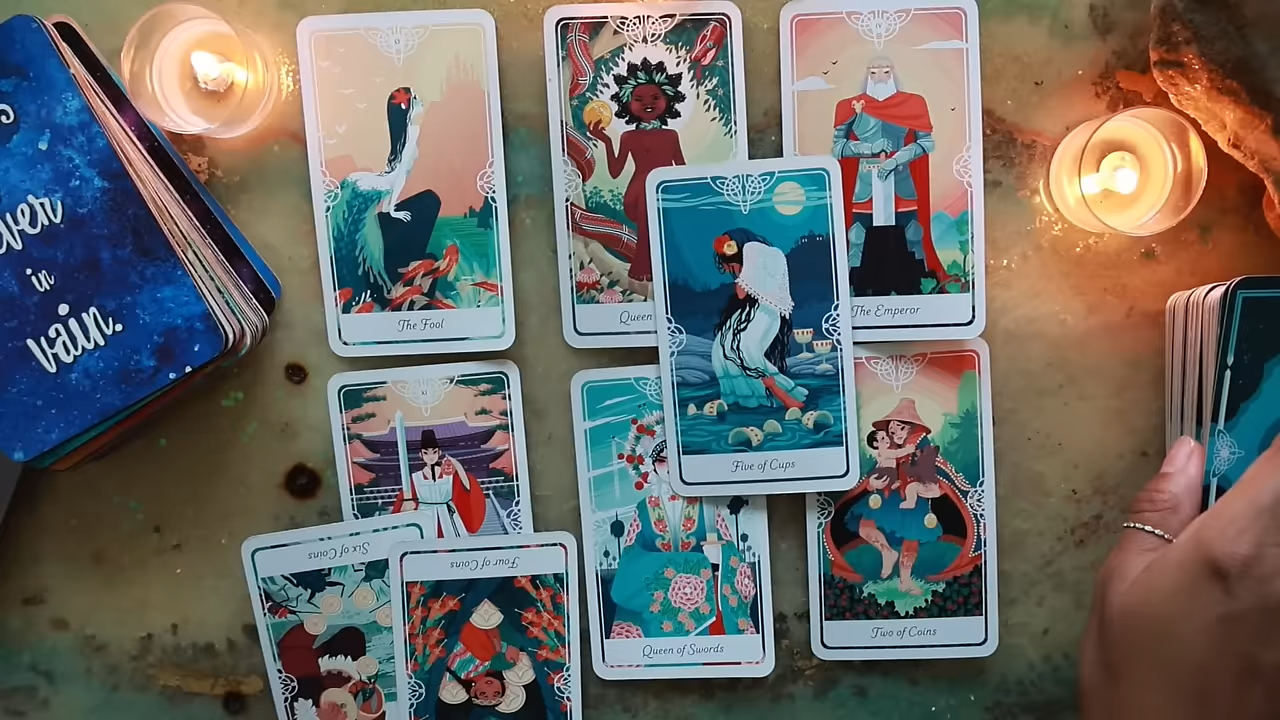 ever
in
vain.
The Fool
Queen
The Emperor
Five of Cups
XI
Six of Coins
Four of Coins
Queen of Swords
Two of Coins